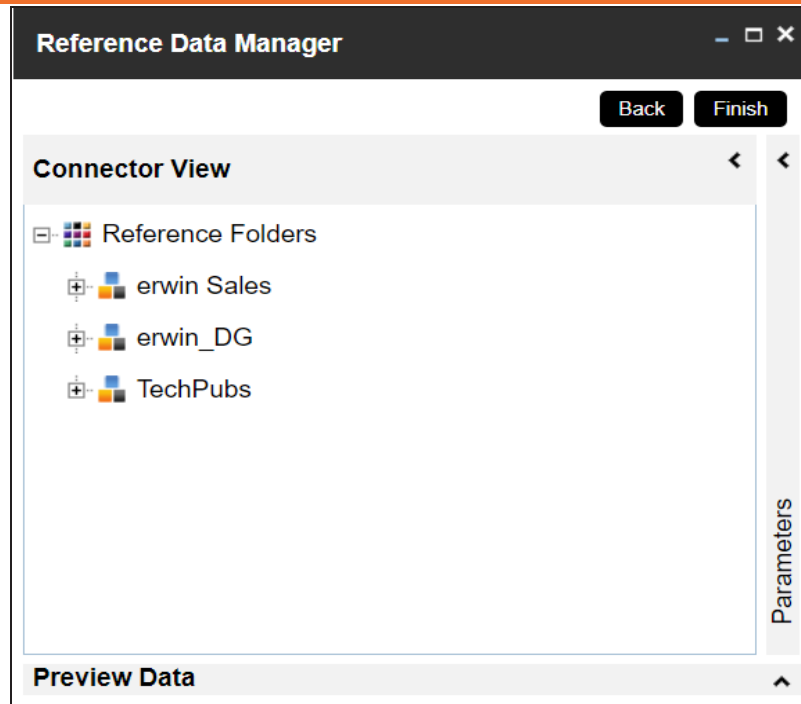 Reference Data Manager
Back Finish
Connector View
Reference Folders
erwin Sales
erwin_DG
TechPubs
Parameters
Preview Data